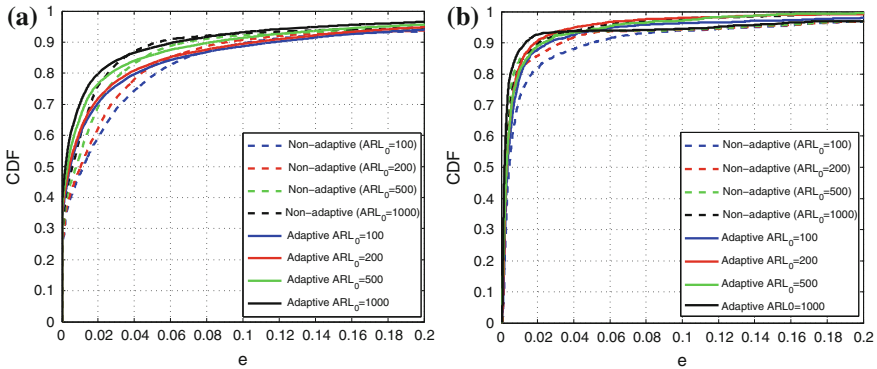 (a)
1
0.9
0.8
0.7
0.6
0.5
0.4
0.3
0.2
0.1
0
CDF
Non-adaptive (ARL₀=100)
Non-adaptive (ARL₀=200)
Non-adaptive (ARL₀=500)
Non-adaptive (ARL₀=1000)
Adaptive ARL₀=100
Adaptive ARL₀=200
Adaptive ARL₀=500
Adaptive ARL₀=1000
0 0.02 0.04 0.06 0.08 0.1 0.12 0.14 0.16 0.18 0.2
e
(b)
1
0.9
0.8
0.7
0.6
0.5
0.4
0.3
0.2
0.1
0
CDF
Non-adaptive (ARL₀=100)
Non-adaptive (ARL₀=200)
Non-adaptive (ARL₀=500)
Non-adaptive (ARL₀=1000)
Adaptive ARL₀=100
Adaptive ARL₀=200
Adaptive ARL₀=500
Adaptive ARL0=1000
0 0.02 0.04 0.06 0.08 0.1 0.12 0.14 0.16 0.18 0.2
e